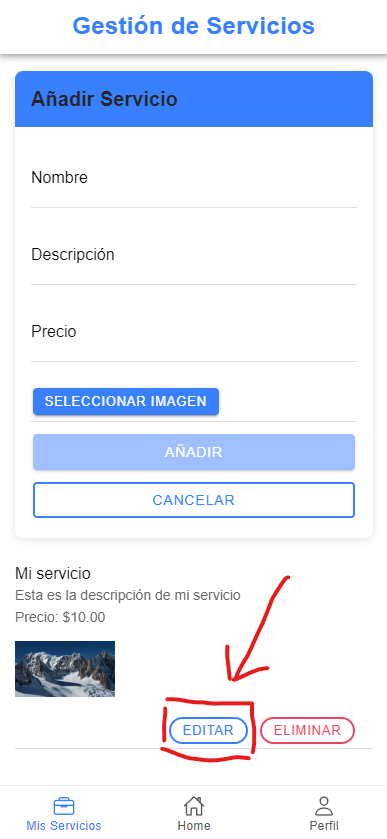 Gestión de Servicios
Añadir Servicio
Nombre
Descripción
Precio
SELECCIONAR IMAGEN
AÑADIR
CANCELAR
Mi servicio
Esta es la descripción de mi servicio
Precio: $10.00
EDITAR ELIMINAR
Mis Servicios Home Perfil